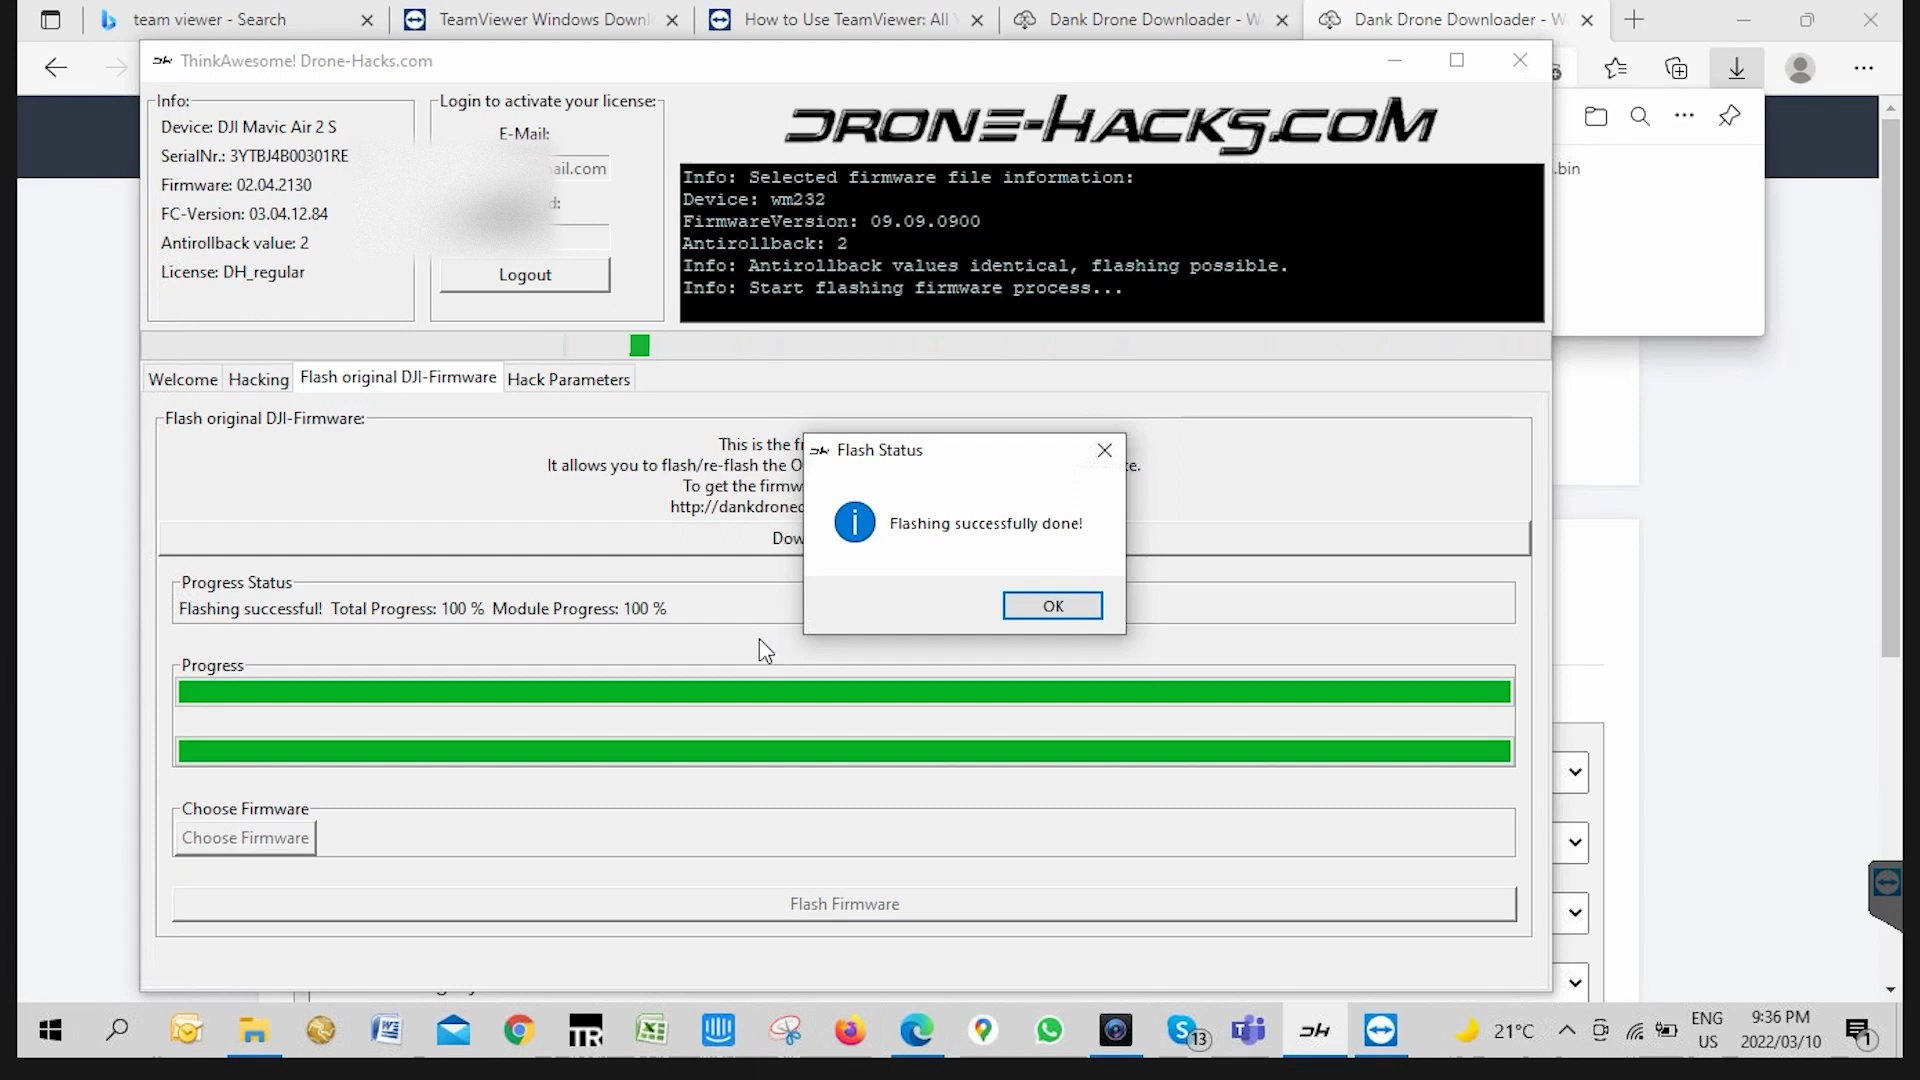 team viewer - Search
TeamViewer Windows Downl
How to Use TeamViewer: All
Dank Drone Downloader - W
Dank Drone Downloader - W
ThinkAwesome! Drone-Hacks.com
Info:
Device: DJI Mavic Air 2 S
SerialNr.: 3YTBJ4B00301RE
Firmware: 02.04.2130
FC-Version: 03.04.12.84
Antirollback value: 2
License: DH_regular
Login to activate your license:
E-Mail:
ail.com
d:
Logout
DRONE-HACKS.COM
Info: Selected firmware file information:
Device: wm232
FirmwareVersion: 09.09.0900
Antirollback: 2
Info: Antirollback values identical, flashing possible.
Info: Start flashing firmware process...
.bin
Welcome
Hacking
Flash original DJI-Firmware
Hack Parameters
Flash original DJI-Firmware:
This is the f
It allows you to flash/re-flash the O
e.
To get the firmw
http://dankdroned
Dow
Flash Status
Flashing successfully done!
OK
Progress Status
Flashing successful! Total Progress: 100 % Module Progress: 100 %
Progress
Choose Firmware
Choose Firmware
Flash Firmware
TR
13
21°C
ENG
US
9:36 PM
2022/03/10
1